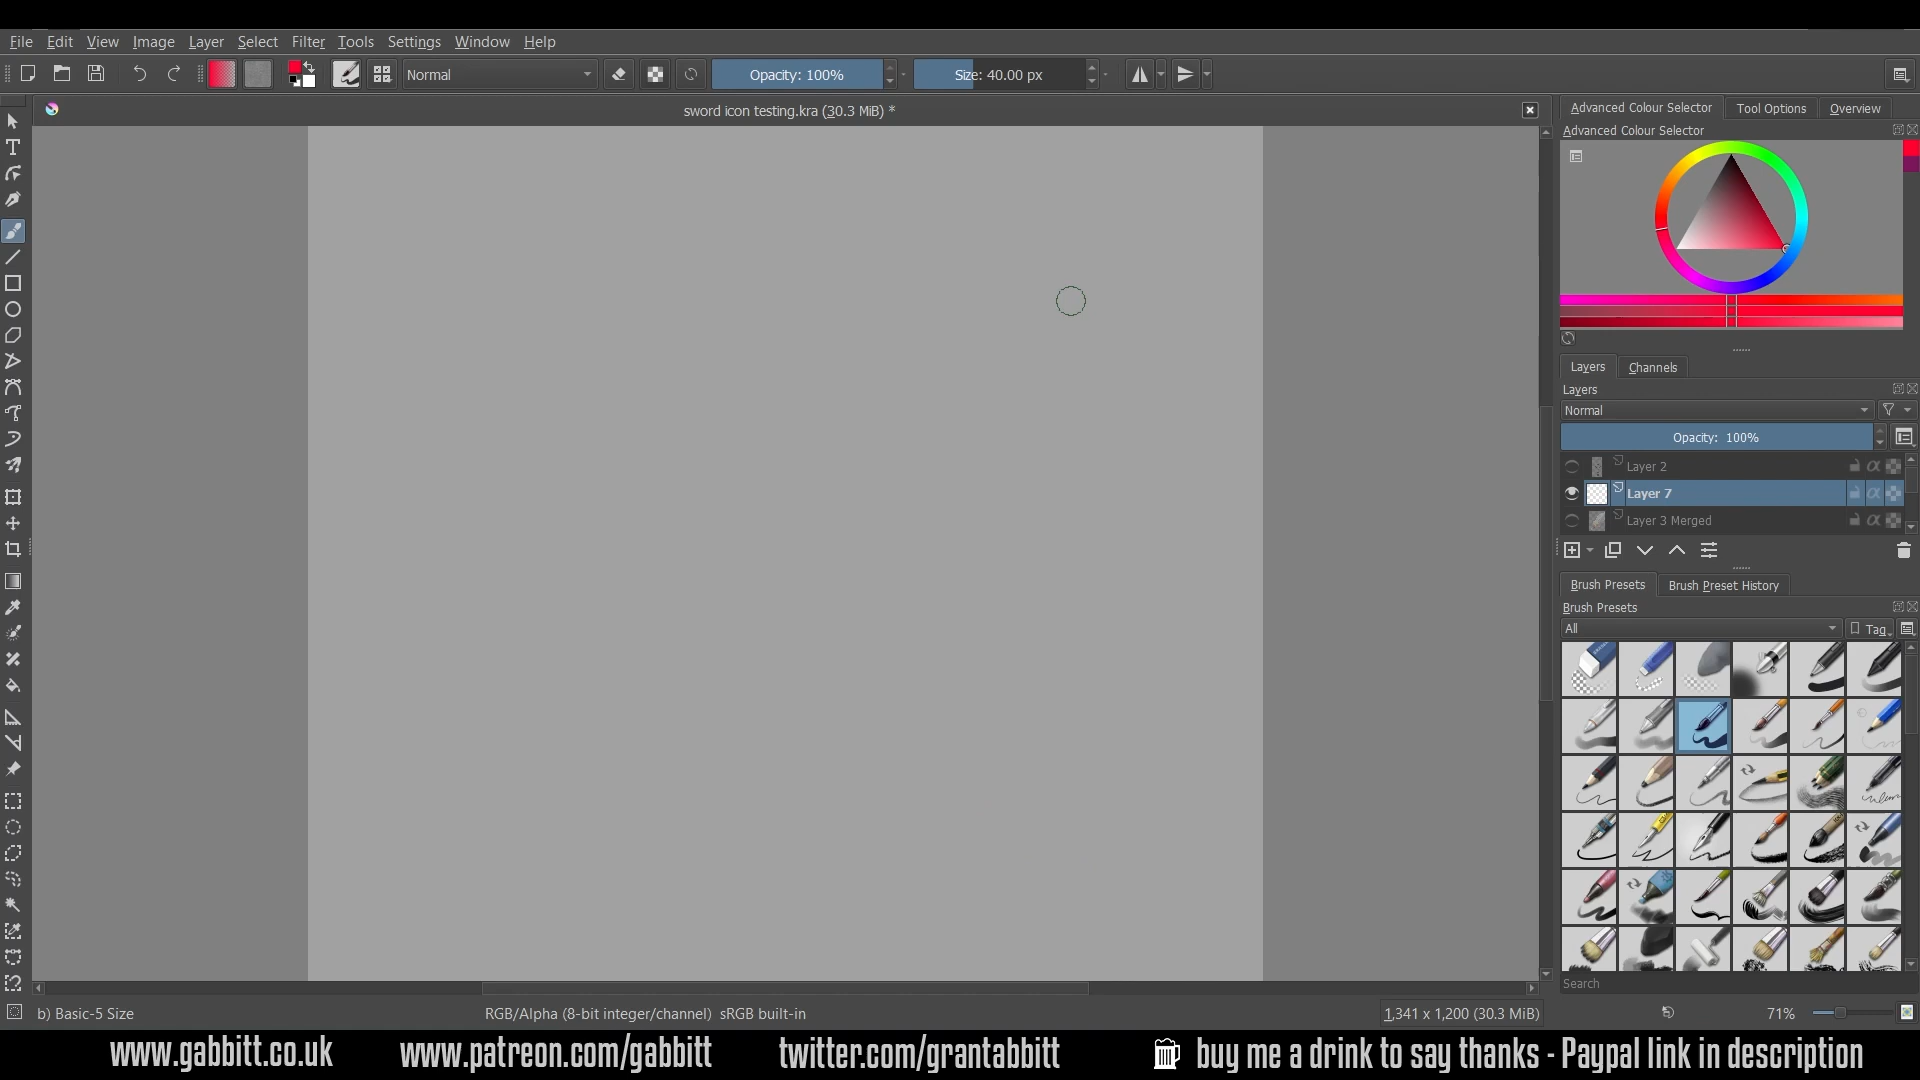 File Edit View Image Layer Select Filter Tools Settings Window Help
Normal Opacity: 100% Size: 40.00 px
sword icon testing.kra (30.3 MiB) *
Advanced Colour Selector Tool Options Overview
Advanced Colour Selector
Layers Channels
Layers
Normal
Opacity: 100%
Layer 2
Layer 7
Layer 3 Merged
Brush Presets Brush Preset History
Brush Presets
All Tag
Search
b) Basic-5 Size RGB/Alpha (8-bit integer/channel) sRGB built-in 1,341 x 1,200 (30.3 MiB) 71%
www.gabbitt.co.uk www.patreon.com/gabbitt twitter.com/grantabbitt buy me a drink to say thanks - Paypal link in description